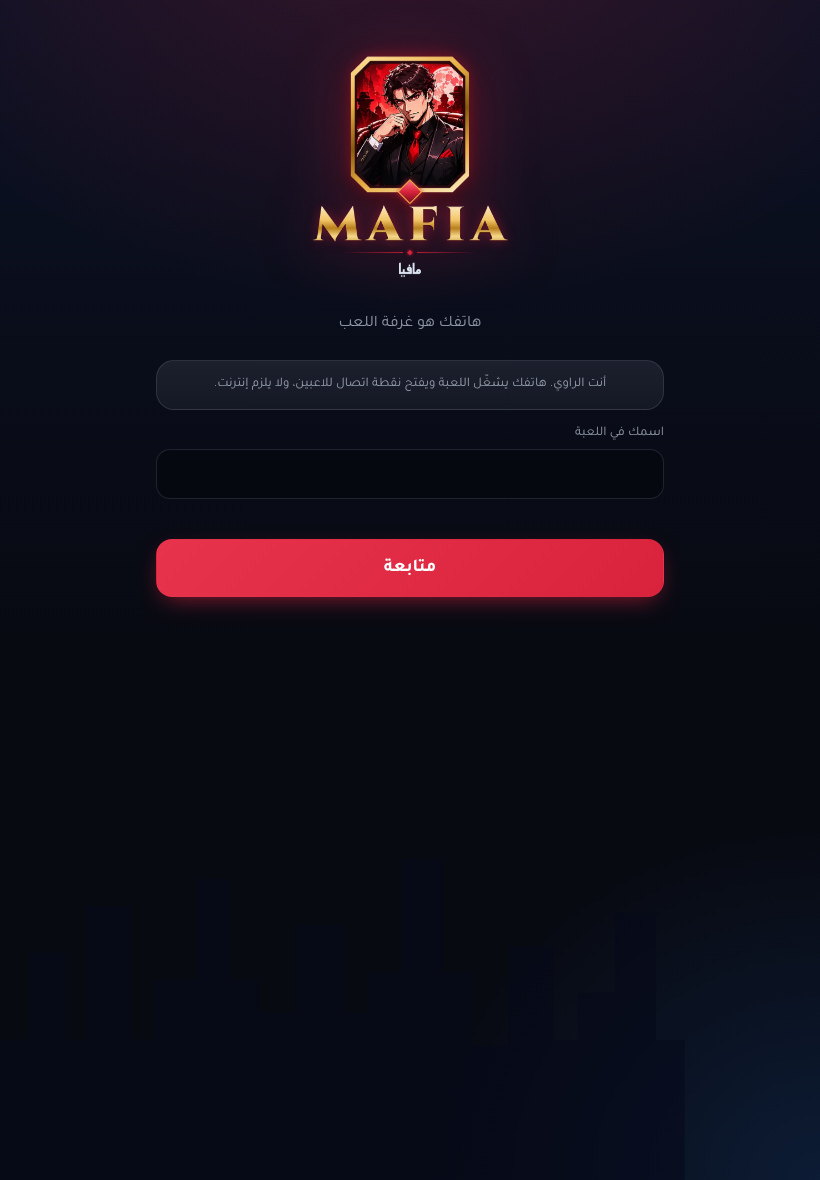 MAFIA
مافيا
هاتفك هو غرفة اللعب
أنت الراوي. هاتفك يشغّل اللعبة ويفتح نقطة اتصال للاعبين، ولا يلزم إنترنت.
اسمك في اللعبة
متابعة